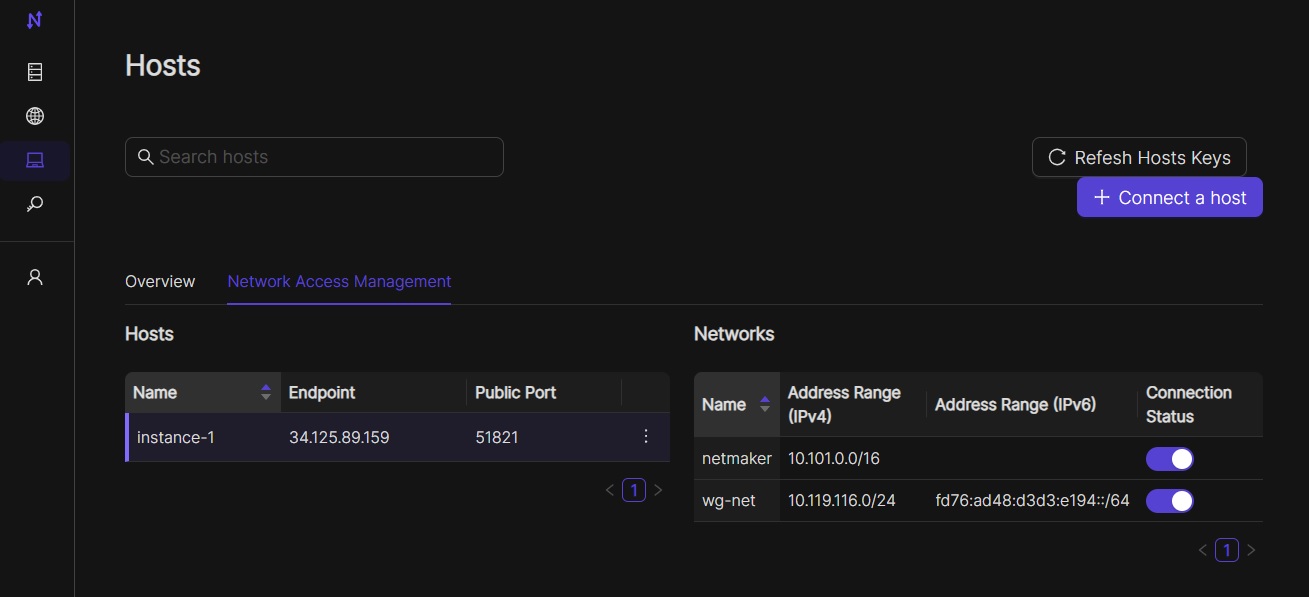 Hosts
Search hosts
Refesh Hosts Keys
Connect a host
Overview Network Access Management
Hosts
Name Endpoint Public Port
instance-1 34.125.89.159 51821
1
Networks
Name Address Range (IPv4) Address Range (IPv6) Connection Status
netmaker 10.101.0.0/16
wg-net 10.119.116.0/24 fd76:ad48:d3d3:e194::/64
1